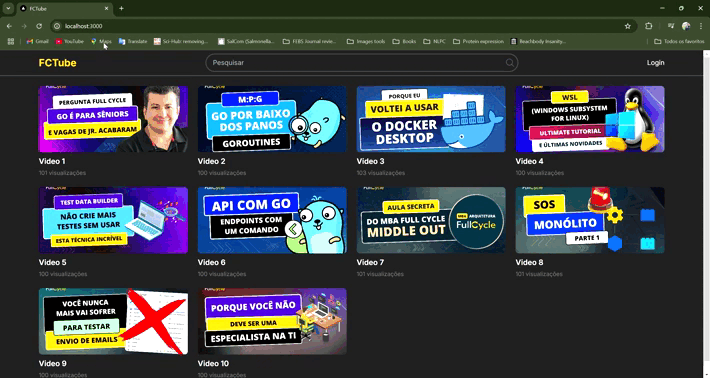 FCTube
localhost:3000
Gmail
YouTube
Maps
Translate
Sci-Hub: removing...
SalCom (Salmonella...
FEBS Journal revie...
Images tools
Books
NLPC
Protein expression
Beachbody Insanity...
Todos os favoritos
FCTube
Pesquisar
Login
PERGUNTA FULL CYCLE
GO É PARA SÊNIORS
E VAGAS DE JR. ACABARAM
Video 1
101 visualizações
M:P:G
GO POR BAIXO
DOS PANOS
GOROUTINES
Video 2
100 visualizações
PORQUE EU
VOLTEI A USAR
O DOCKER
DESKTOP
Video 3
103 visualizações
WSL
(WINDOWS SUBSYSTEM
FOR LINUX)
ULTIMATE TUTORIAL
E ÚLTIMAS NOVIDADES
Video 4
100 visualizações
TEST DATA BUILDER
NÃO CRIE MAIS
TESTES SEM USAR
ESTA TÉCNICA INCRÍVEL
Video 5
100 visualizações
API COM GO
ENDPOINTS COM
UM COMANDO
Video 6
100 visualizações
AULA SECRETA
DO MBA FULL CYCLE
MIDDLE OUT
MBA ARQUITETURA
FullCycle
Video 7
101 visualizações
SOS
MONÓLITO
PARTE 1
Video 8
101 visualizações
VOCÊ NUNCA
MAIS VAI SOFRER
PARA TESTAR
ENVIO DE EMAILS
Video 9
PORQUE VOCÊ NÃO
DEVE SER UMA
ESPECIALISTA NA TI
Video 10